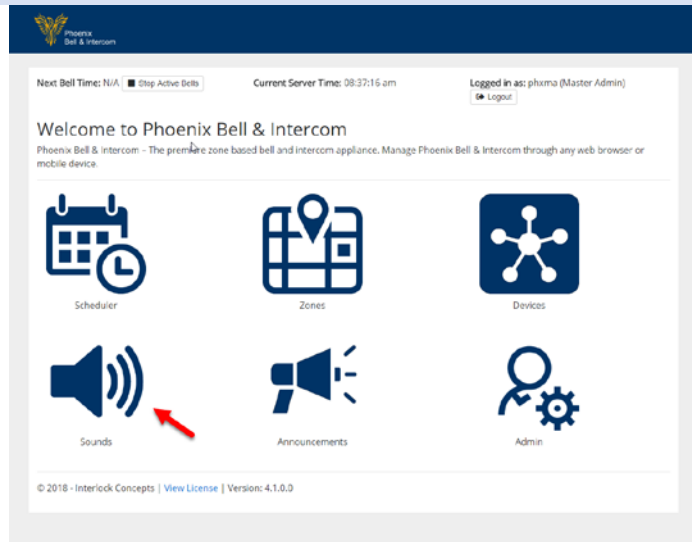 Phoenix
Bell & Intercom
Next Bell Time: N/A Stop Active Bells Current Server Time: 08:37:16 am Logged in as: phxma (Master Admin)
Logout
Welcome to Phoenix Bell & Intercom
Phoenix Bell & Intercom – The premiere zone based bell and intercom appliance. Manage Phoenix Bell & Intercom through any web browser or
mobile device.
Scheduler Zones Devices
Sounds Announcements Admin
© 2018 - Interlock Concepts | View License | Version: 4.1.0.0